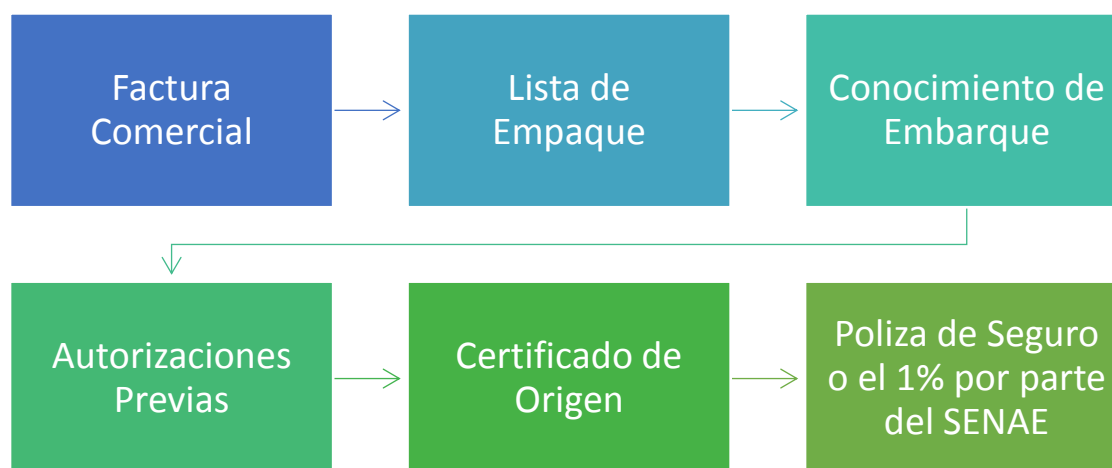 Factura
Comercial
Lista de
Empaque
Conocimiento de
Embarque
Autorizaciones
Previas
Certificado de
Origen
Poliza de Seguro
o el 1% por parte
del SENAE